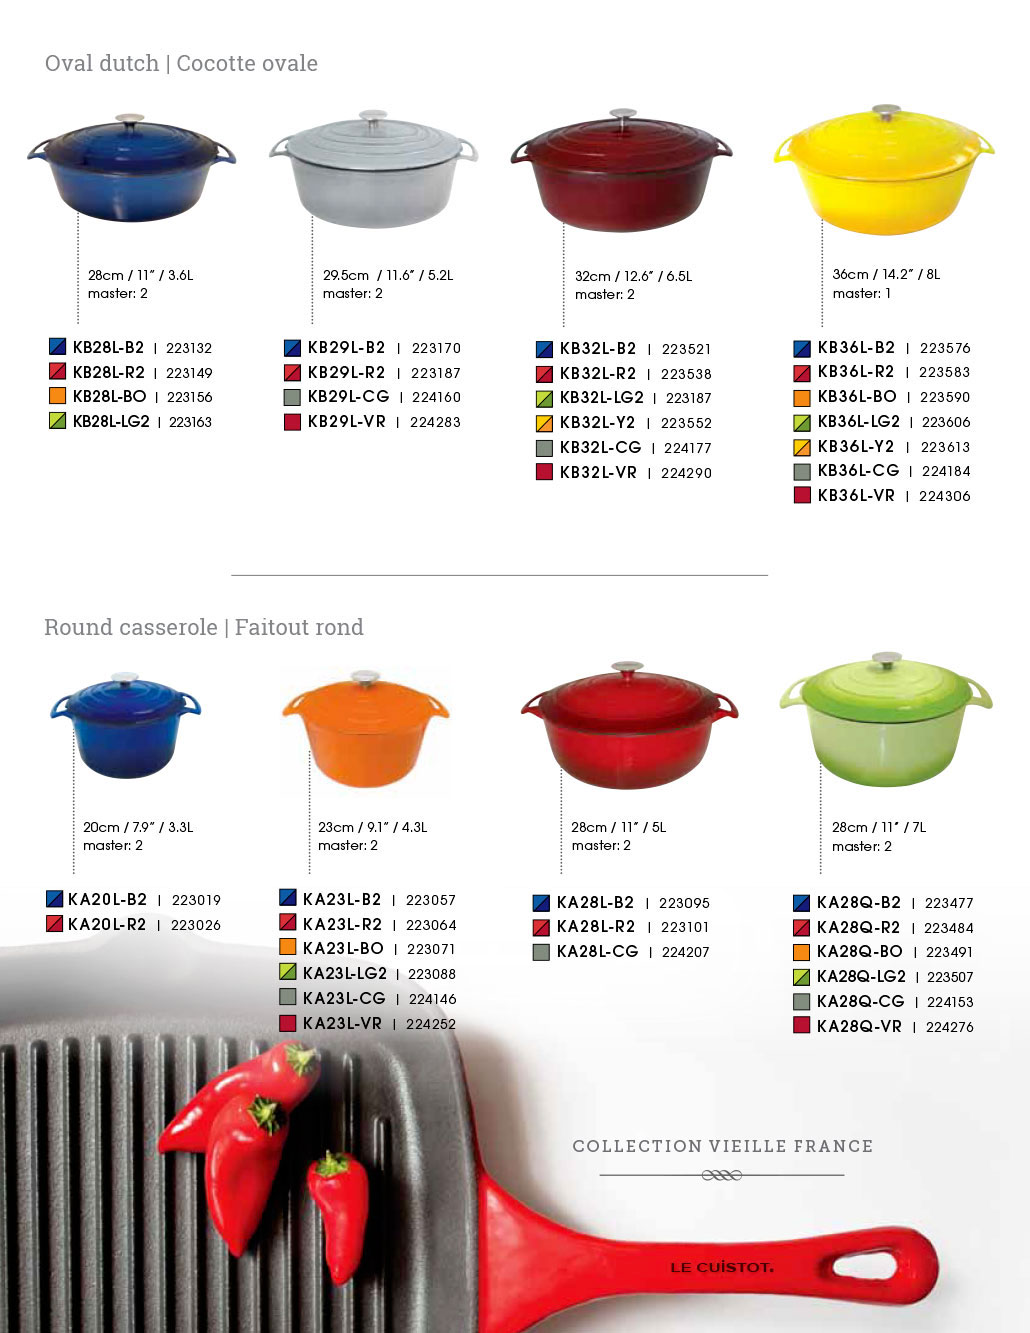 Oval dutch | Cocotte ovale
28cm / 11” / 3.6L
master: 2
KB28L-B2 | 223132
KB28L-R2 | 223149
KB28L-BO | 223156
KB28L-LG2 | 223163
29.5cm / 11.6” / 5.2L
master: 2
KB29L-B2 | 223170
KB29L-R2 | 223187
KB29L-CG | 224160
KB29L-VR | 224283
32cm / 12.6” / 6.5L
master: 2
KB32L-B2 | 223521
KB32L-R2 | 223538
KB32L-LG2 | 223187
KB32L-Y2 | 223552
KB32L-CG | 224177
KB32L-VR | 224290
36cm / 14.2” / 8L
master: 1
KB36L-B2 | 223576
KB36L-R2 | 223583
KB36L-BO | 223590
KB36L-LG2 | 223606
KB36L-Y2 | 223613
KB36L-CG | 224184
KB36L-VR | 224306
Round casserole | Faitout rond
20cm / 7.9” / 3.3L
master: 2
KA20L-B2 | 223019
KA20L-R2 | 223026
23cm / 9.1” / 4.3L
master: 2
KA23L-B2 | 223057
KA23L-R2 | 223064
KA23L-BO | 223071
KA23L-LG2 | 223088
KA23L-CG | 224146
KA23L-VR | 224252
28cm / 11” / 5L
master: 2
KA28L-B2 | 223095
KA28L-R2 | 223101
KA28L-CG | 224207
28cm / 11” / 7L
master: 2
KA28Q-B2 | 223477
KA28Q-R2 | 223484
KA28Q-BO | 223491
KA28Q-LG2 | 223507
KA28Q-CG | 224153
KA28Q-VR | 224276
COLLECTION VIEILLE FRANCE
LE CUISTOT.